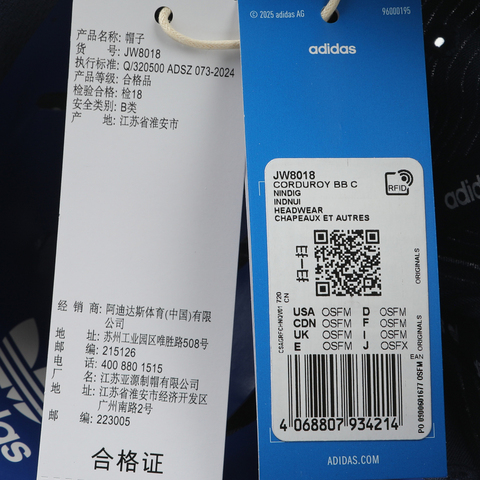 产品名称: 帽子
货 号: JW8018
执行标准: Q/320500 ADSZ 073-2024
产品等级: 合格品
检验合格: 检18
安全类别: B类
产 地: 江苏省淮安市
经 销 商: 阿迪达斯体育(中国)有限
公司
地 址: 苏州工业园区唯胜路508号
邮 编: 215126
电 话: 400 880 1515
厂 名: 江苏亚源制帽有限公司
地 址: 江苏省淮安市经济开发区
广州南路2号
邮 编: 223005
合格证
© 2025 adidas AG
96000195
adidas
JW8018
CORDUROY BB C
NINDIG
INDNUI
HEADWEAR
CHAPEAUX ET AUTRES
RFID
扫一扫
ORIGINALS
CN
USA OSFM D OSFM
CDN OSFM F OSFM
UK OSFM I OSFM
E OSFM J OSFX
ORIGINALS
EAN
PO 0900601677 OSFM
4 068807 934214
ADIDAS.COM
adidas
adidas